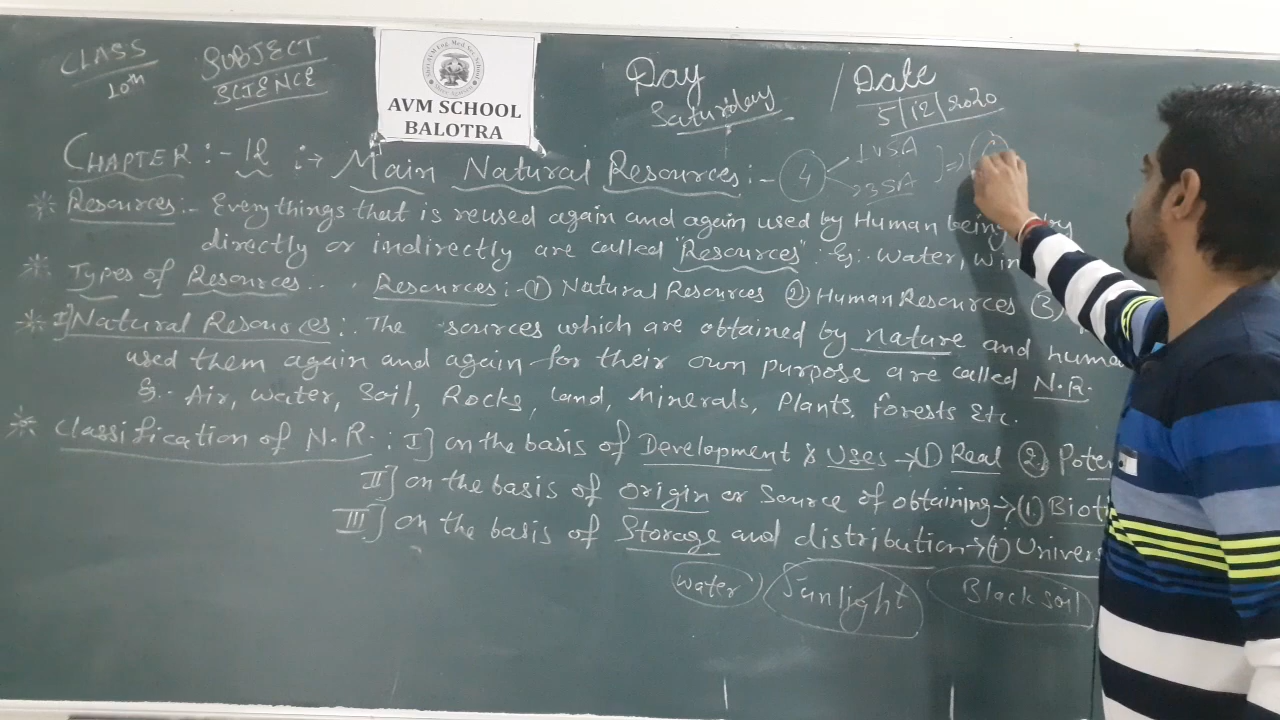 CLASS
10th
SUBJECT
SCIENCE
AVM SCHOOL
BALOTRA
Day
Saturday
/ Date
5/12/2020
CHAPTER :- 12 :→ Main Natural Resources :- 4
* Resources :- Everythings that is reused again and again used by Human being by
directly or indirectly are called "Resources". Eg:- Water, Win
* Types of Resources . . . Resources :- ① Natural Resources ② Human Resources ③
* I] Natural Resources :. The sources which are obtained by nature and human
used them again and again for their own purpose are called N.R.
Eg.- Air, water, Soil, Rocks, land, Minerals, Plants, forests Etc.
* Classification of N.R. : I] on the basis of Development & Uses → 1) Real ② Poten
II] on the basis of origin or Source of obtaining → (1) Bioti
III] on the basis of Storage and distribution → (1) Univers
Water
Sunlight
Black soil